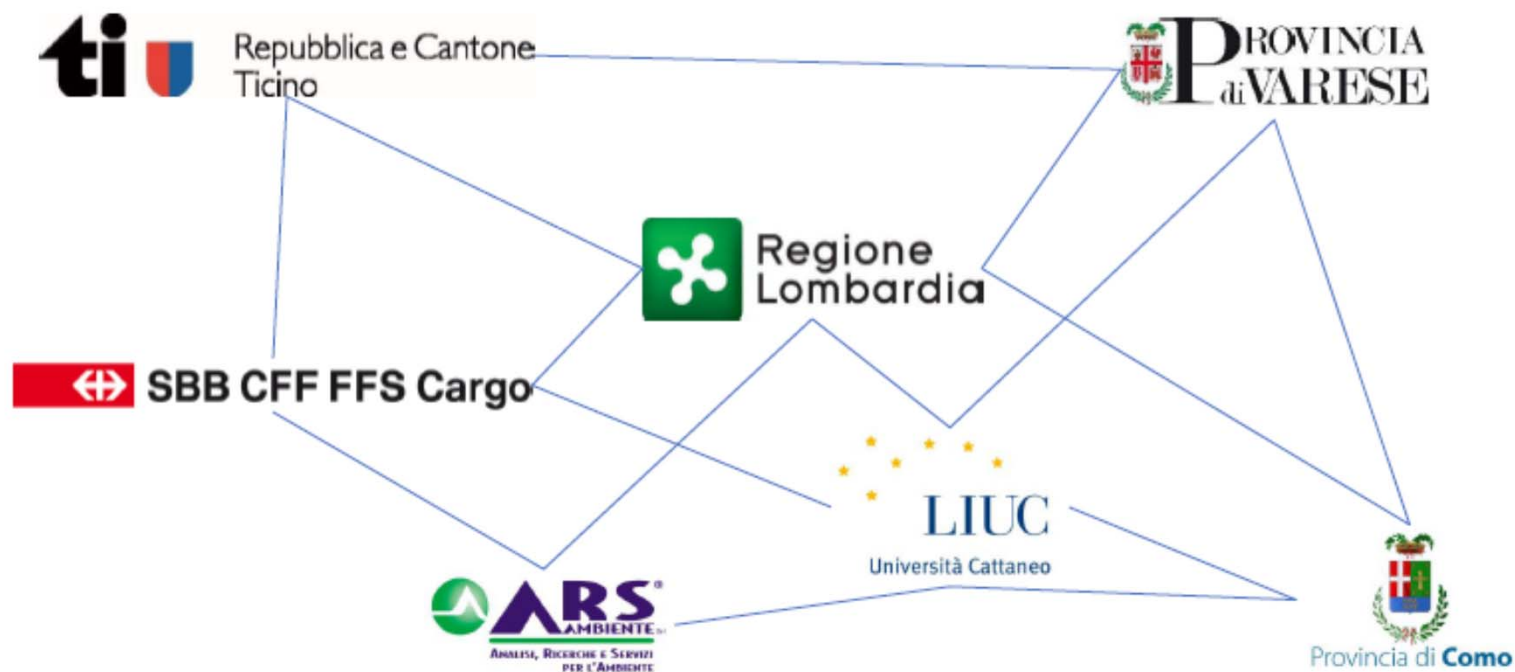 ti Repubblica e Cantone
Ticino
PROVINCIA
di VARESE
Regione
Lombardia
SBB CFF FFS Cargo
LIUC
Università Cattaneo
ARS®
AMBIENTE Srl
ANALISI, RICERCHE E SERVIZI
PER L'AMBIENTE
Provincia di Como